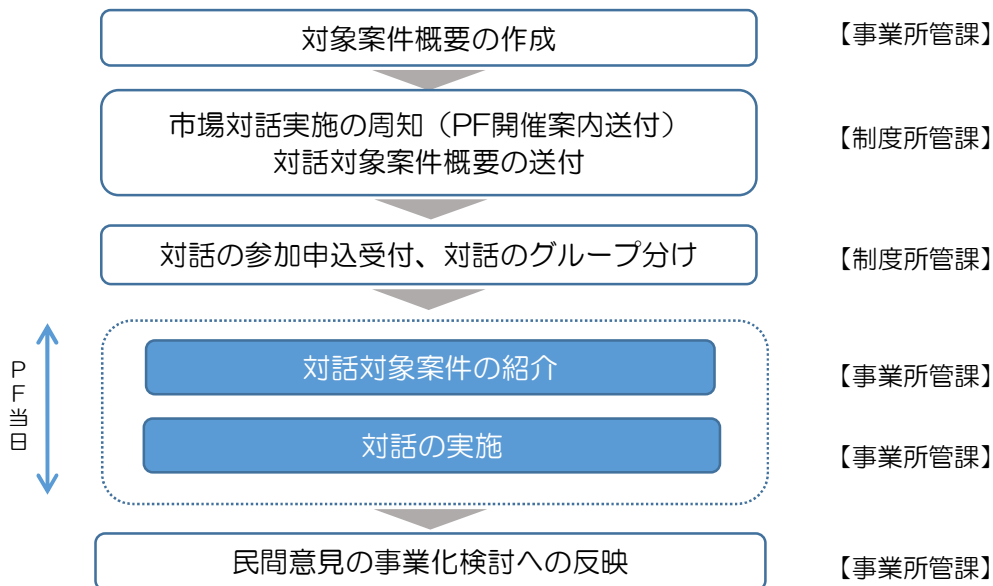 対象案件概要の作成
【事業所管課】
市場対話実施の周知（PF開催案内送付）
対話対象案件概要の送付
【制度所管課】
対話の参加申込受付、対話のグループ分け
【制度所管課】
PF当日
対話対象案件の紹介
【事業所管課】
対話の実施
【事業所管課】
民間意見の事業化検討への反映
【事業所管課】